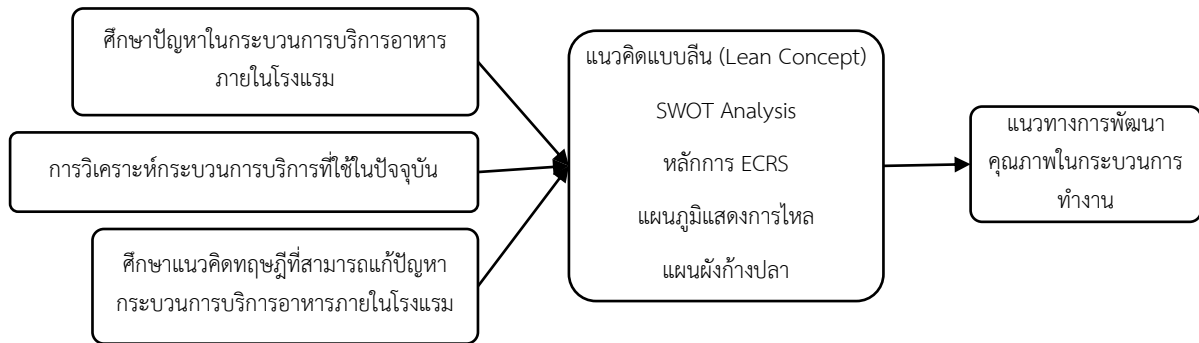 ศึกษาปัญหาในกระบวนการบริการอาหาร
ภายในโรงแรม
การวิเคราะห์กระบวนการบริการที่ใช้ในปัจจุบัน
ศึกษาแนวคิดทฤษฎีที่สามารถแก้ปัญหา
กระบวนการบริการอาหารภายในโรงแรม
แนวคิดแบบลีน (Lean Concept)
SWOT Analysis
หลักการ ECRS
แผนภูมิแสดงการไหล
แผนผังก้างปลา
แนวทางการพัฒนา
คุณภาพในกระบวนการ
ทำงาน